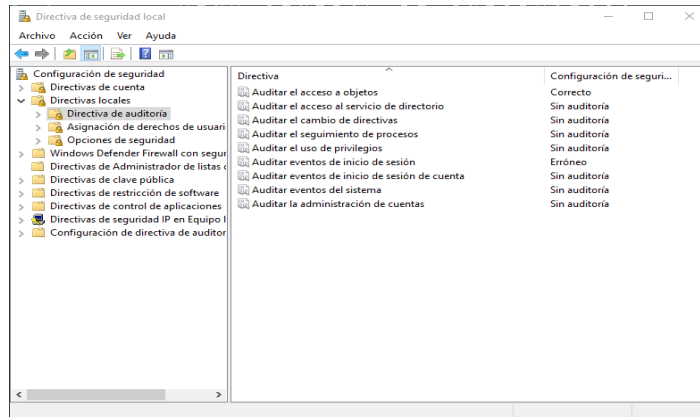 Directiva de seguridad local
Archivo Acción Ver Ayuda
Configuración de seguridad
Directivas de cuenta
Directivas locales
Directiva de auditoría
Asignación de derechos de usuari
Opciones de seguridad
Windows Defender Firewall con segur
Directivas de Administrador de listas
Directivas de clave pública
Directivas de restricción de software
Directivas de control de aplicaciones
Directivas de seguridad IP en Equipo l
Configuración de directiva de auditor
Directiva Configuración de seguri...
Auditar el acceso a objetos Correcto
Auditar el acceso al servicio de directorio Sin auditoría
Auditar el cambio de directivas Sin auditoría
Auditar el seguimiento de procesos Sin auditoría
Auditar el uso de privilegios Sin auditoría
Auditar eventos de inicio de sesión Erróneo
Auditar eventos de inicio de sesión de cuenta Sin auditoría
Auditar eventos del sistema Sin auditoría
Auditar la administración de cuentas Sin auditoría